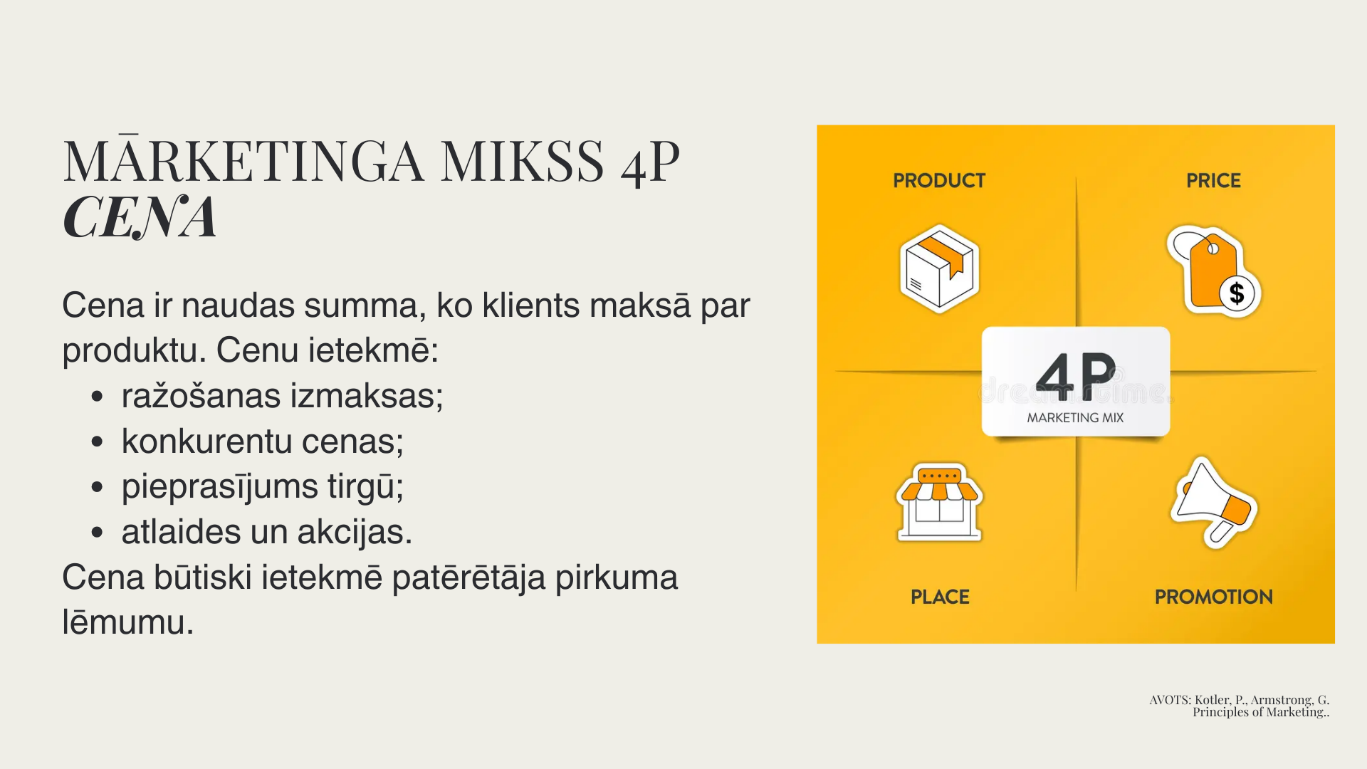 MĀRKETINGA MIKSS 4P
CENA
Cena ir naudas summa, ko klients maksā par
produktu. Cenu ietekmē:
• ražošanas izmaksas;
• konkurentu cenas;
• pieprasījums tirgū;
• atlaides un akcijas.
Cena būtiski ietekmē patērētāja pirkuma
lēmumu.
PRODUCT
PRICE
$
4P
dreamstime.
MARKETING MIX
PLACE
PROMOTION
AVOTS: Kotler, P., Armstrong, G.
Principles of Marketing..